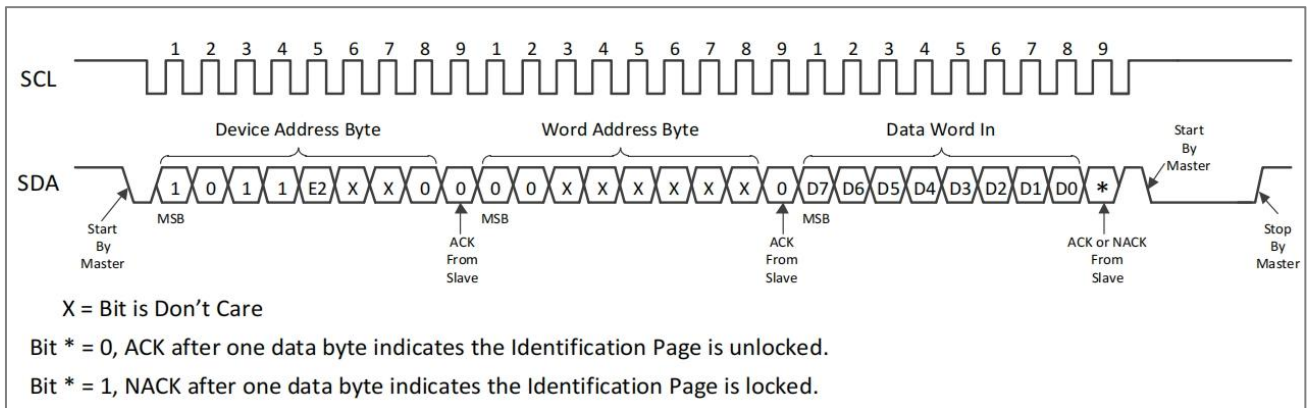 1 2 3 4 5 6 7 8 9 1 2 3 4 5 6 7 8 9 1 2 3 4 5 6 7 8 9
SCL
Device Address Byte Word Address Byte Data Word In
Start
By
Master
SDA
1 0 1 1 E2 X X 0 0 0 0 X X X X X X 0 D7 D6 D5 D4 D3 D2 D1 D0 *
MSB MSB MSB
Start
By
Master
ACK
From
Slave
ACK
From
Slave
ACK or NACK
From
Slave
Stop
By
Master
X = Bit is Don’t Care
Bit * = 0, ACK after one data byte indicates the Identification Page is unlocked.
Bit * = 1, NACK after one data byte indicates the Identification Page is locked.